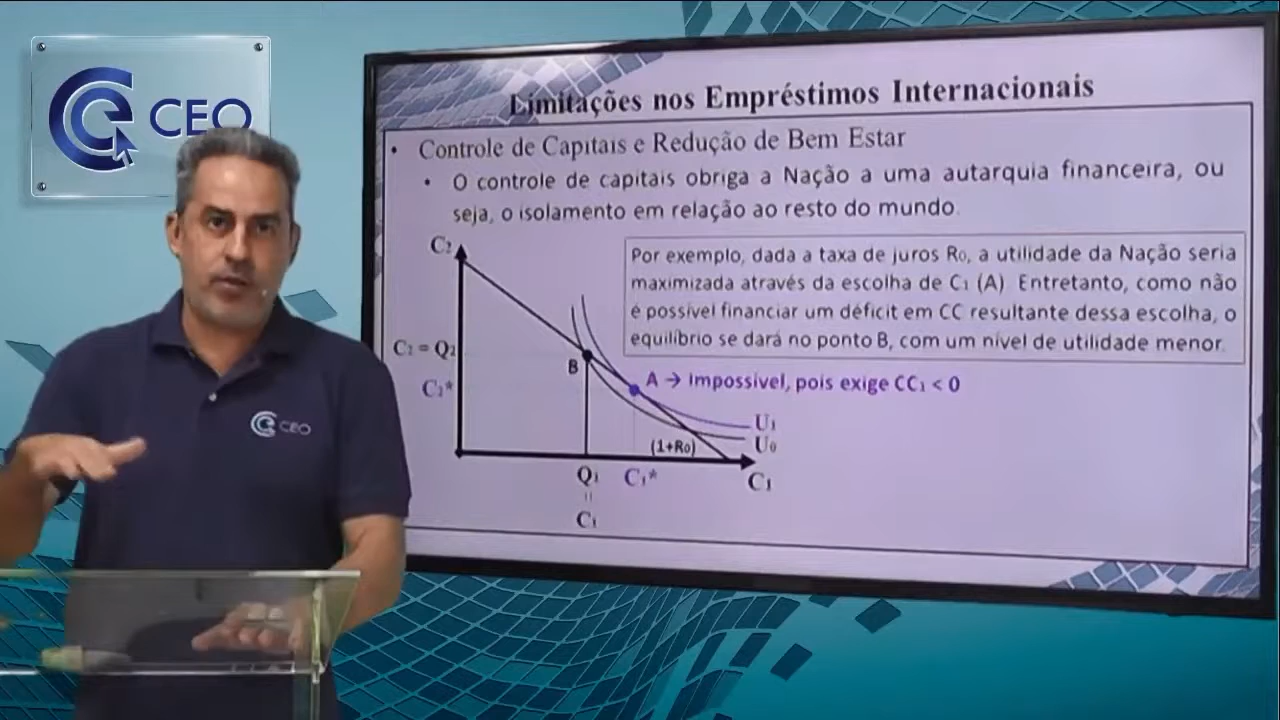 CEO
Limitações nos Empréstimos Internacionais
• Controle de Capitais e Redução de Bem Estar
• O controle de capitais obriga a Nação a uma autarquia financeira, ou
seja, o isolamento em relação ao resto do mundo.
Por exemplo, dada a taxa de juros R₀, a utilidade da Nação seria
maximizada através da escolha de C₁ (A). Entretanto, como não
é possível financiar um déficit em CC resultante dessa escolha, o
equilíbrio se dará no ponto B, com um nível de utilidade menor.
C₂
C₂ = Q₂
C₂*
B
A → Impossível, pois exige CC₁ < 0
U₁
U₀
(1+R₀)
Q₁
C₁*
C₁
=
C₁
CEO